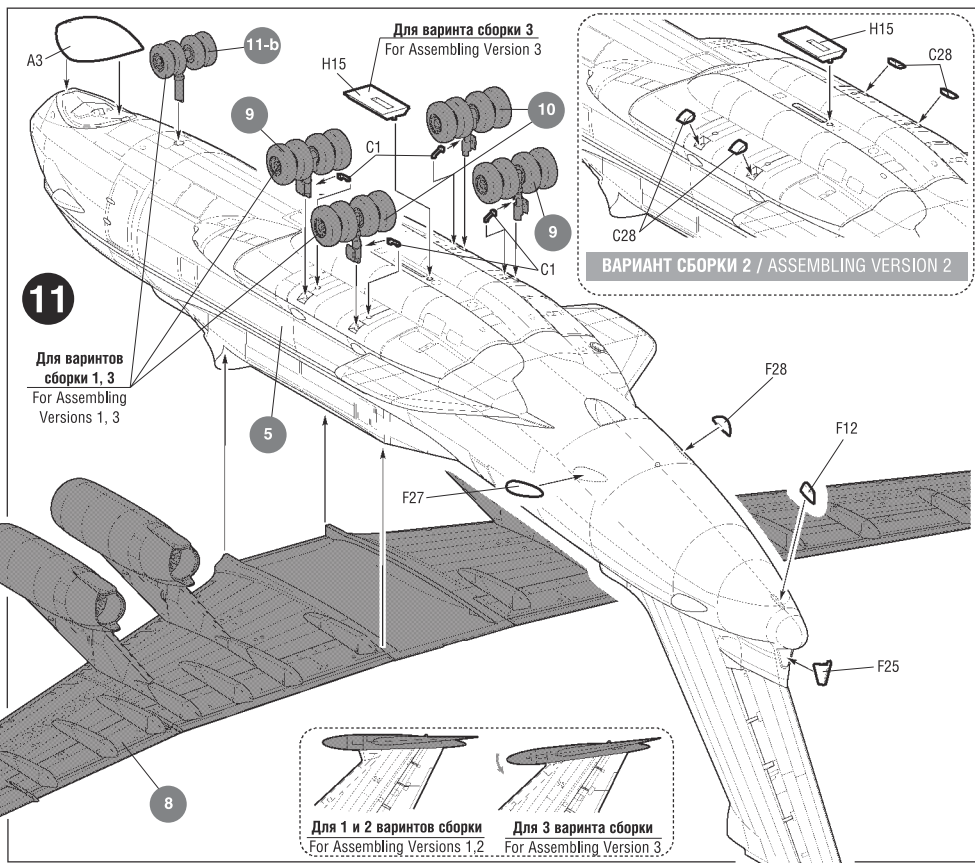 A3
11-b
Для варинта сборки 3
For Assembling Version 3
H15
9
C1
10
9
C1
H15
C28
C28
ВАРИАНТ СБОРКИ 2 / ASSEMBLING VERSION 2
11
Для варинтов
сборки 1, 3
For Assembling
Versions 1, 3
5
F28
F12
F27
F25
8
Для 1 и 2 варинтов сборки
For Assembling Versions 1,2
Для 3 варинта сборки
For Assembling Version 3